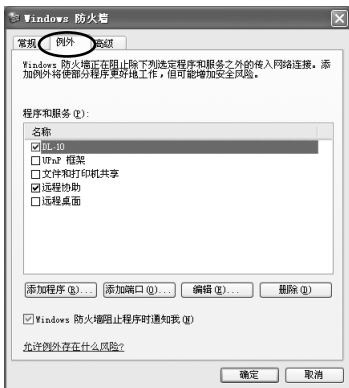 Windows 防火墙
常规 例外 高级
Windows 防火墙正在阻止除下列选定程序和服务之外的传入网络连接。添
加例外将使部分程序更好地工作，但可能增加安全风险。
程序和服务(P):
名称
DL-10
UPnP 框架
文件和打印机共享
远程协助
远程桌面
添加程序(R)... 添加端口(O)... 编辑(E)... 删除(D)
Windows 防火墙阻止程序时通知我(N)
允许例外存在什么风险?
确定 取消